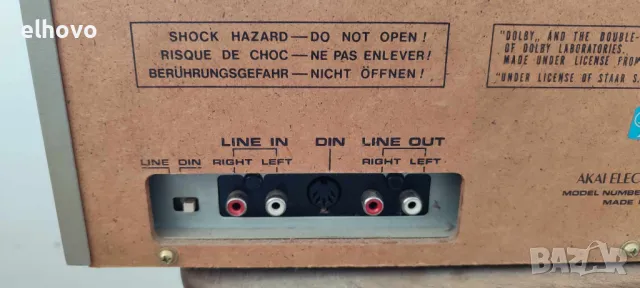 elhovo
SHOCK HAZARD—DO NOT OPEN!
RISQUE DE CHOC—NE PAS ENLEVER!
BERÜHRUNGSGEFAHR—NICHT ÖFFNEN!
"DOLBY" AND THE DOUBLE-
OF DOLBY LABORATORIES.
MADE UNDER LICENSE FROM
"UNDER LICENSE OF STAAR S.
LINE IN DIN LINE OUT
LINE DIN RIGHT LEFT RIGHT LEFT
AKAI ELEC
MODEL NUMBE
MADE
BAZAR.BG